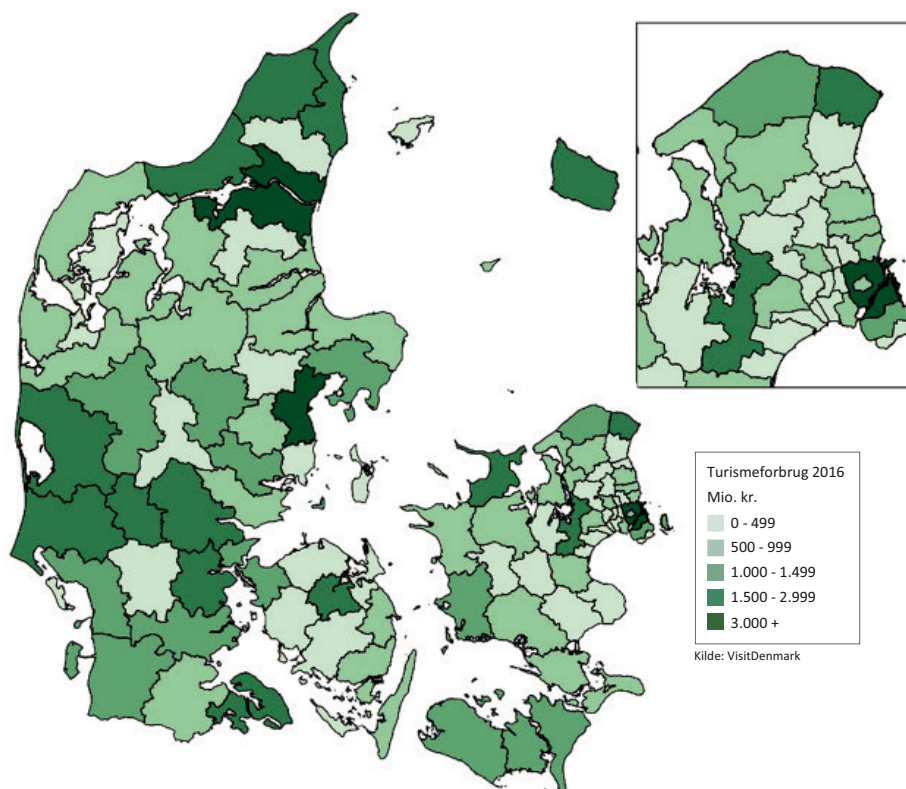 Turismeforbrug 2016
Mio. kr.
0 - 499
500 - 999
1.000 - 1.499
1.500 - 2.999
3.000 +
Kilde: VisitDenmark